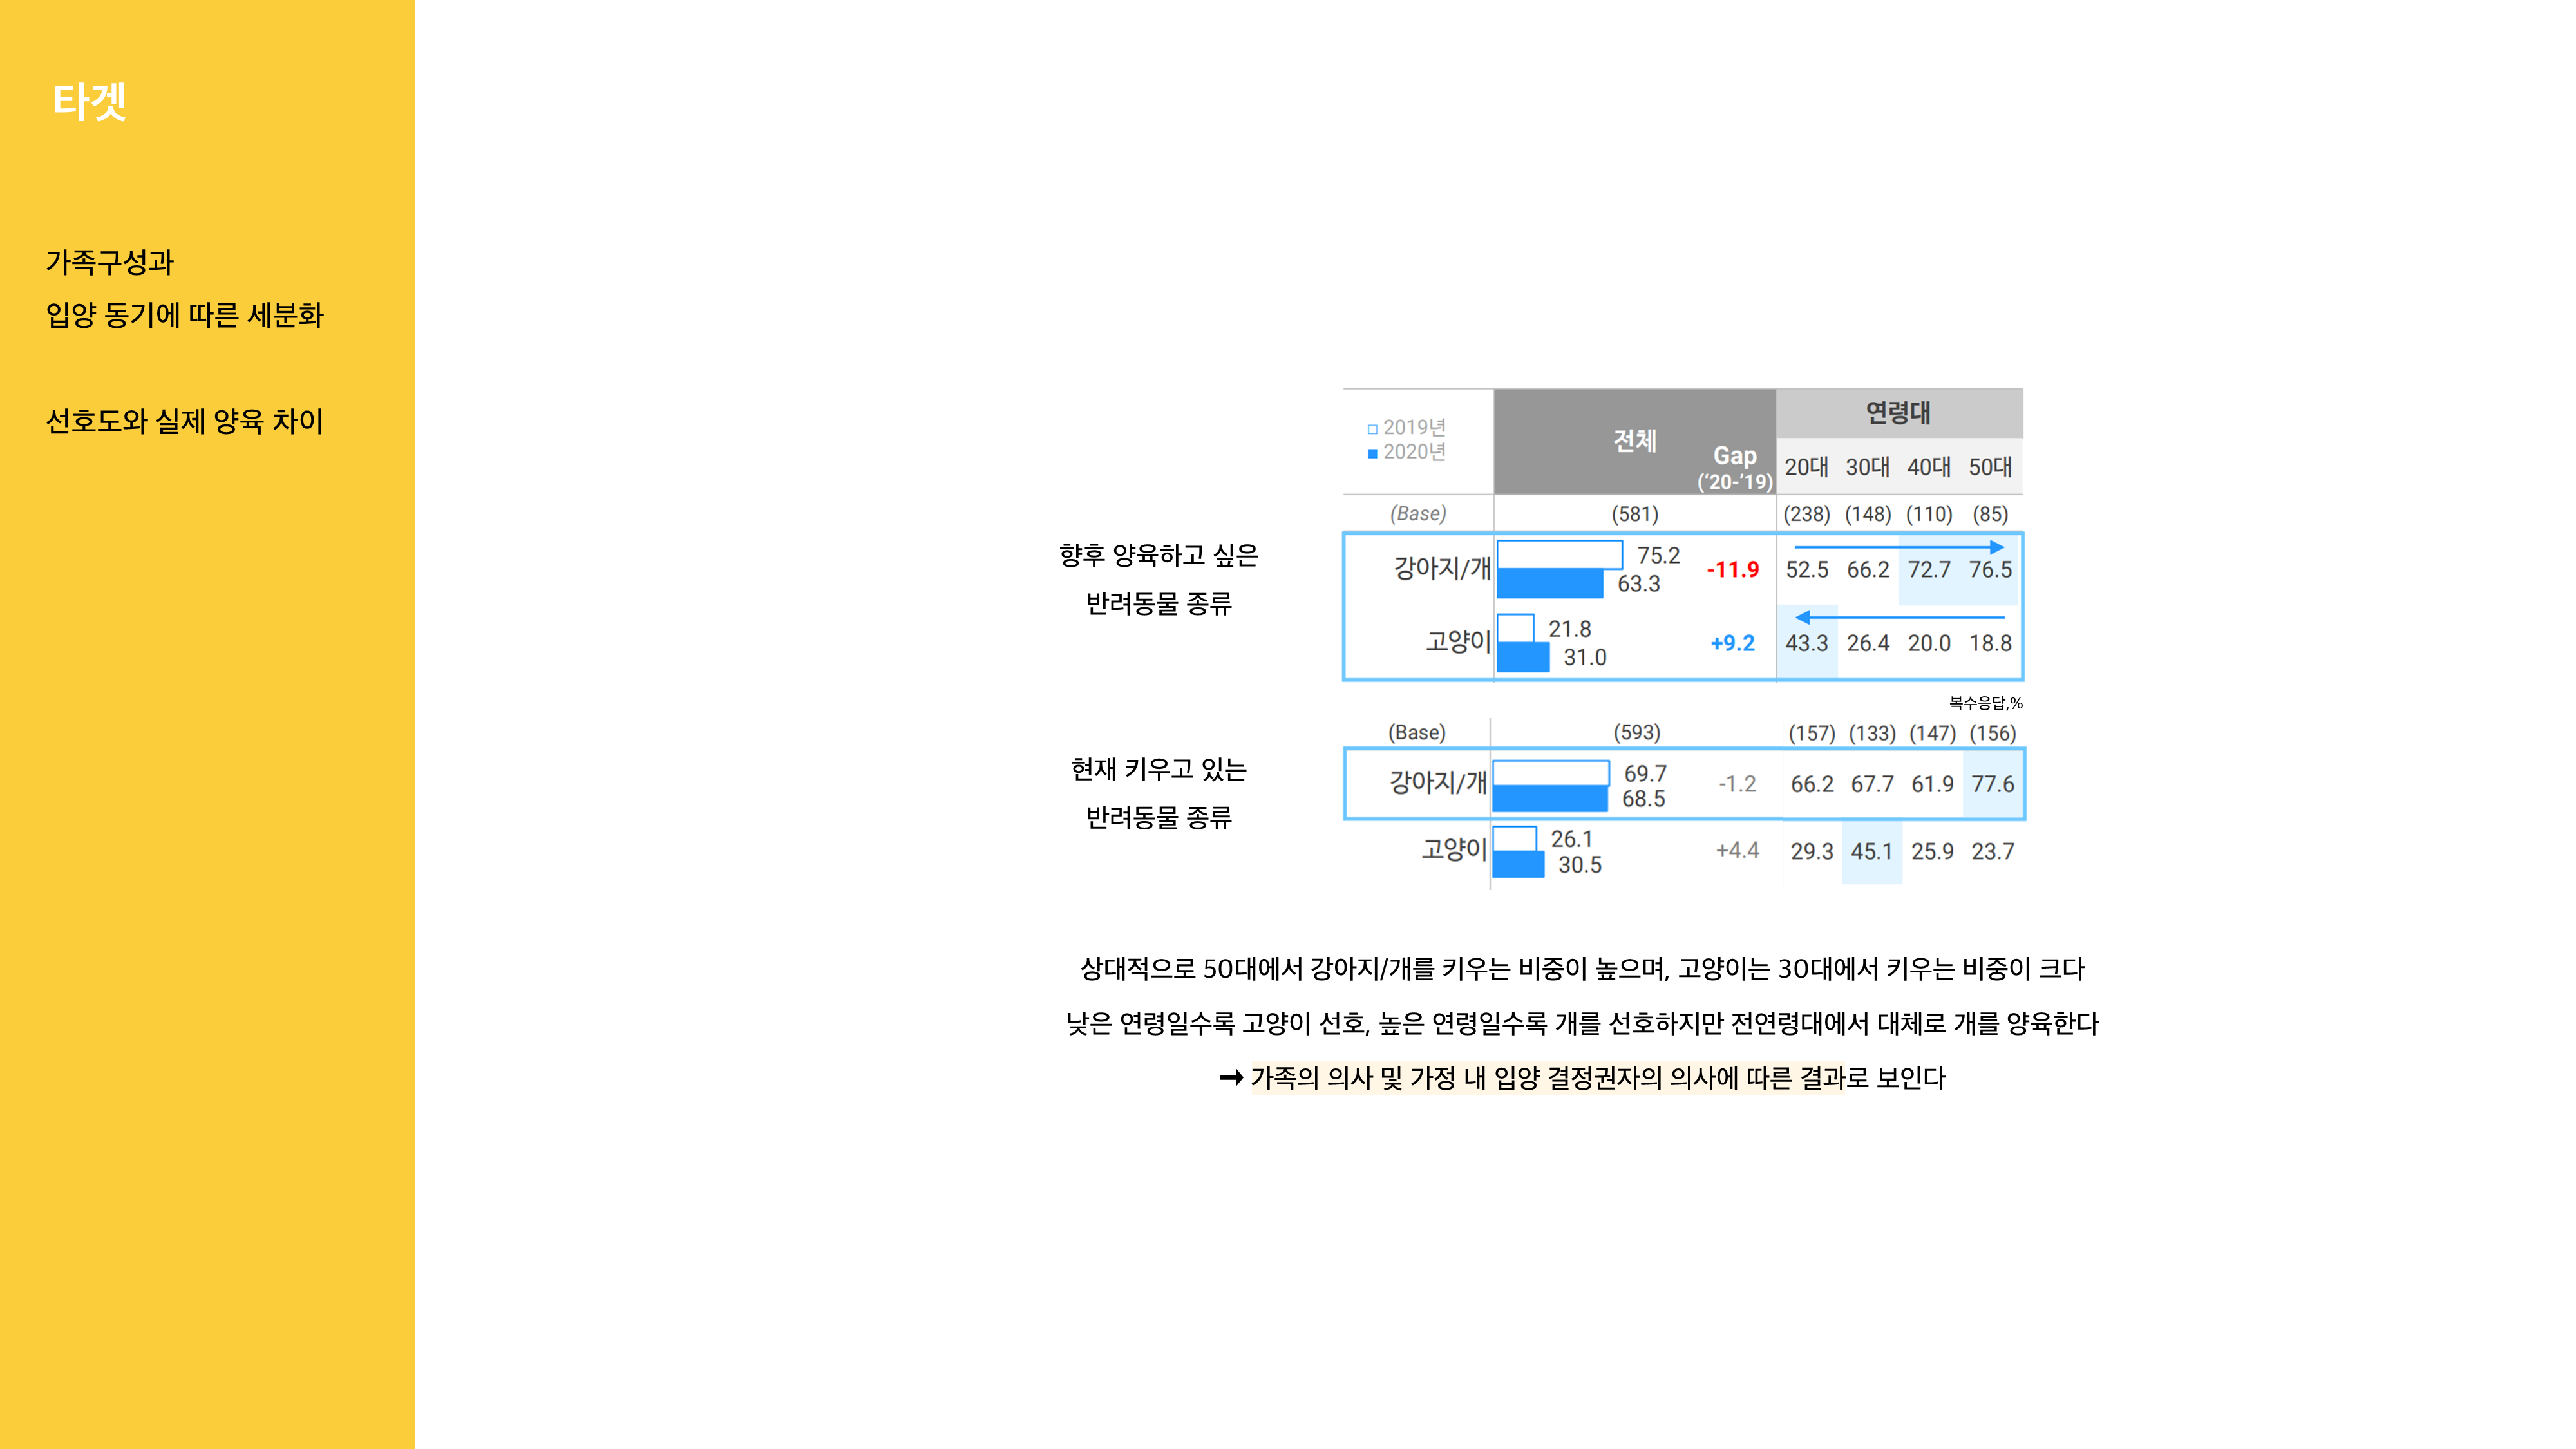 타겟
가족구성과
입양 동기에 따른 세분화
선호도와 실제 양육 차이
2019년
2020년
전체
Gap
(‘20-’19)
연령대
20대 30대 40대 50대
(Base) (581) (238) (148) (110) (85)
향후 양육하고 싶은
반려동물 종류
강아지/개 75.2 63.3 -11.9 52.5 66.2 72.7 76.5
고양이 21.8 31.0 +9.2 43.3 26.4 20.0 18.8
복수응답,%
(Base) (593) (157) (133) (147) (156)
현재 키우고 있는
반려동물 종류
강아지/개 69.7 68.5 -1.2 66.2 67.7 61.9 77.6
고양이 26.1 30.5 +4.4 29.3 45.1 25.9 23.7
상대적으로 50대에서 강아지/개를 키우는 비중이 높으며, 고양이는 30대에서 키우는 비중이 크다
낮은 연령일수록 고양이 선호, 높은 연령일수록 개를 선호하지만 전연령대에서 대체로 개를 양육한다
→ 가족의 의사 및 가정 내 입양 결정권자의 의사에 따른 결과로 보인다